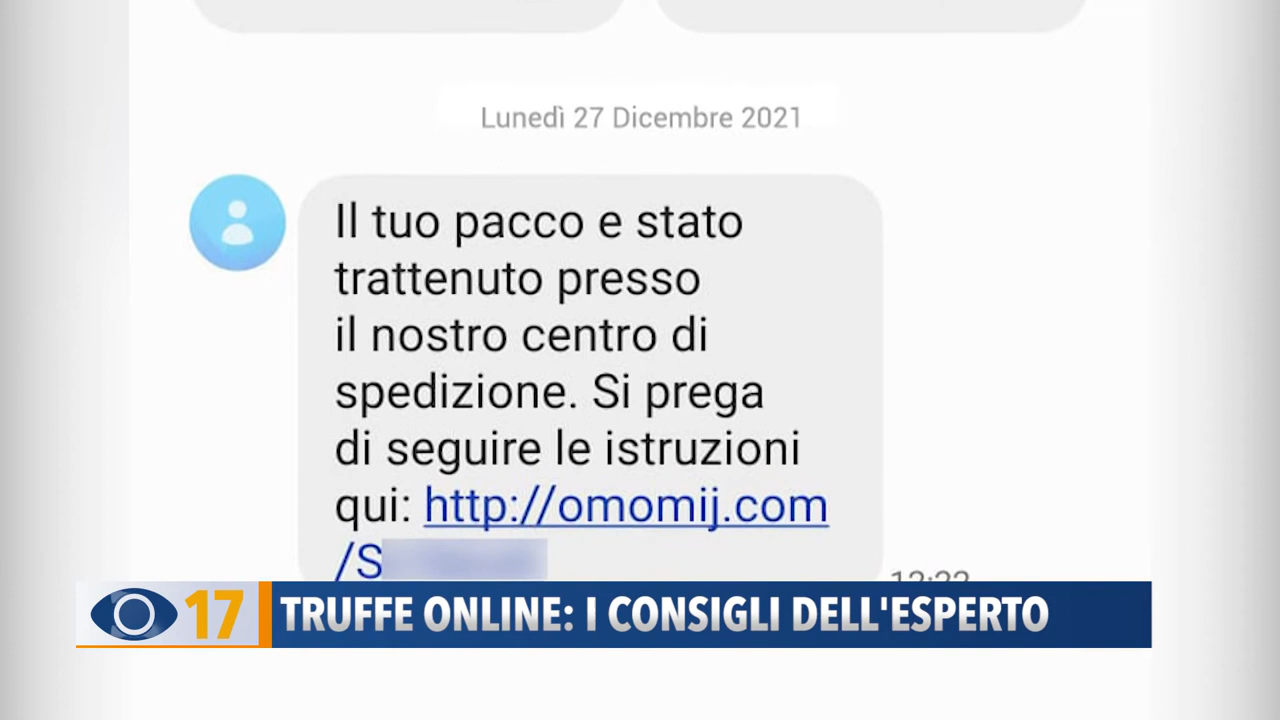 Lunedì 27 Dicembre 2021
Il tuo pacco e stato
trattenuto presso
il nostro centro di
spedizione. Si prega
di seguire le istruzioni
qui: http://omomij.com
/S
17
TRUFFE ONLINE: I CONSIGLI DELL'ESPERTO